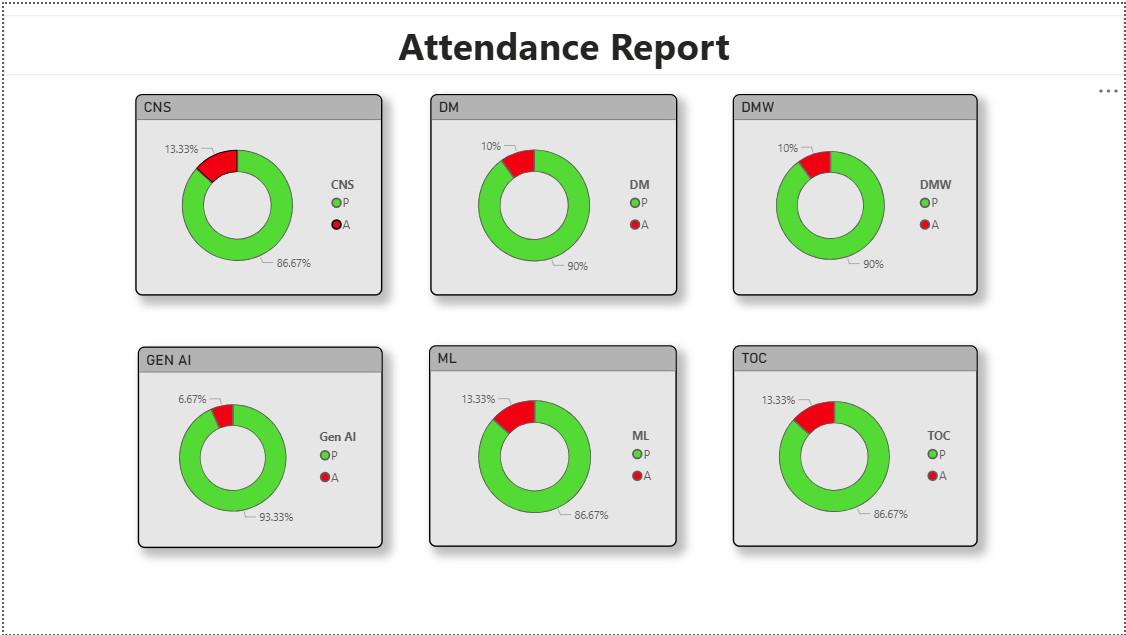 Attendance Report
CNS
13.33%
86.67%
CNS
P
A
DM
10%
90%
DM
P
A
DMW
10%
90%
DMW
P
A
GEN AI
6.67%
93.33%
Gen AI
P
A
ML
13.33%
86.67%
ML
P
A
TOC
13.33%
86.67%
TOC
P
A